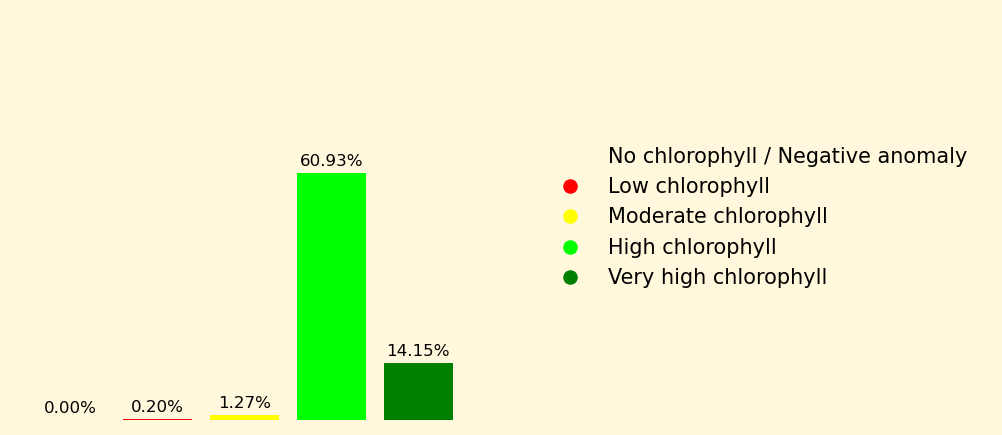 60.93%
14.15%
1.27%
0.20%
0.00%
No chlorophyll / Negative anomaly
Low chlorophyll
Moderate chlorophyll
High chlorophyll
Very high chlorophyll